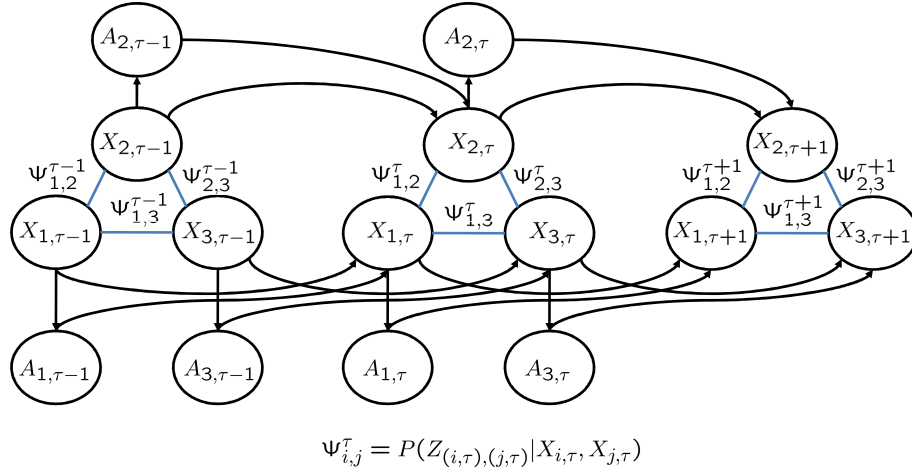 A_{2,τ−1} A_{2,τ}
X_{2,τ−1} X_{2,τ} X_{2,τ+1}
Ψ^{τ−1}_{1,2} Ψ^{τ−1}_{2,3} Ψ^{τ}_{1,2} Ψ^{τ}_{2,3} Ψ^{τ+1}_{1,2} Ψ^{τ+1}_{2,3}
Ψ^{τ−1}_{1,3} Ψ^{τ}_{1,3} Ψ^{τ+1}_{1,3}
X_{1,τ−1} X_{3,τ−1} X_{1,τ} X_{3,τ} X_{1,τ+1} X_{3,τ+1}
A_{1,τ−1} A_{3,τ−1} A_{1,τ} A_{3,τ}
Ψ^{τ}_{i,j} = P(Z_{(i,τ),(j,τ)}|X_{i,τ}, X_{j,τ})